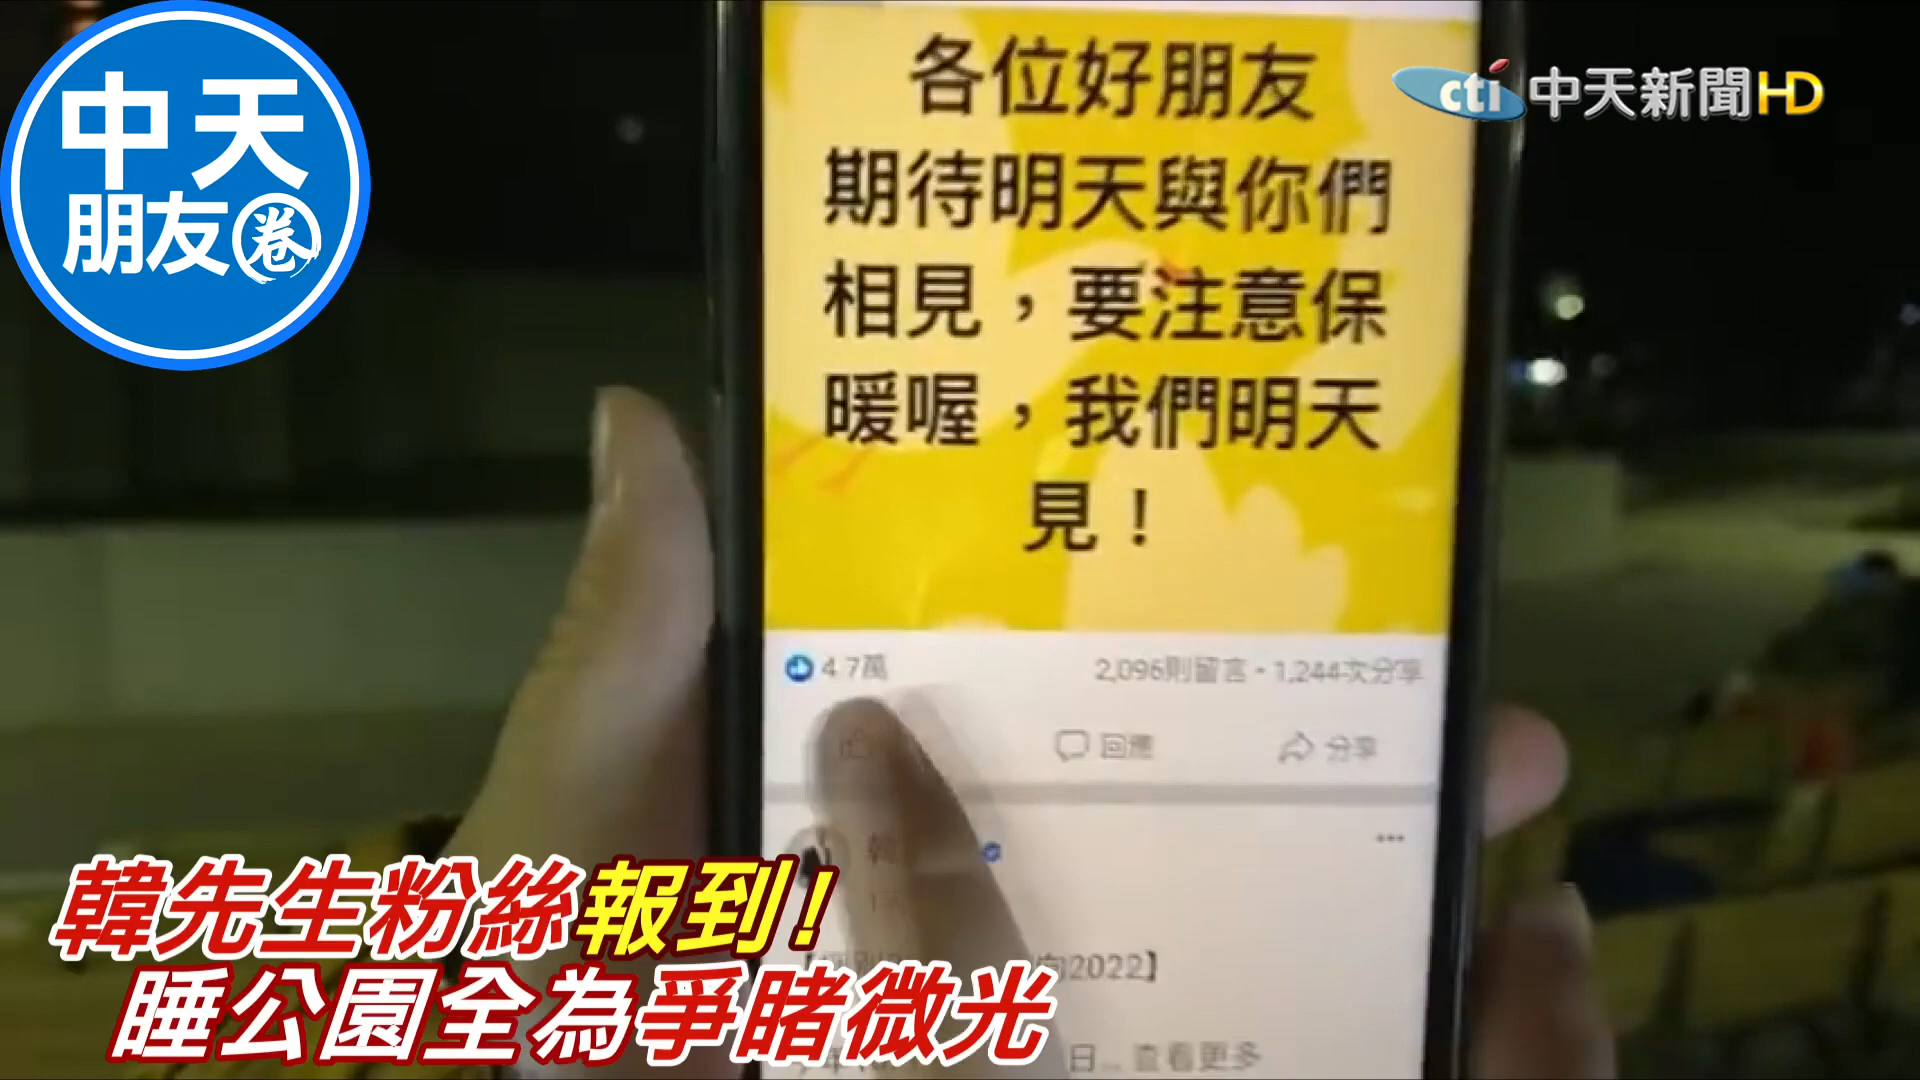 中天
朋友圈
cti 中天新聞HD
各位好朋友
期待明天與你們
相見，要注意保
暖喔，我們明天
見！
4.7萬
2,096則留言・1,244次分享
回應
分享
韓
2022】
日... 查看更多
韓先生粉絲報到!
睡公園全為爭睹微光